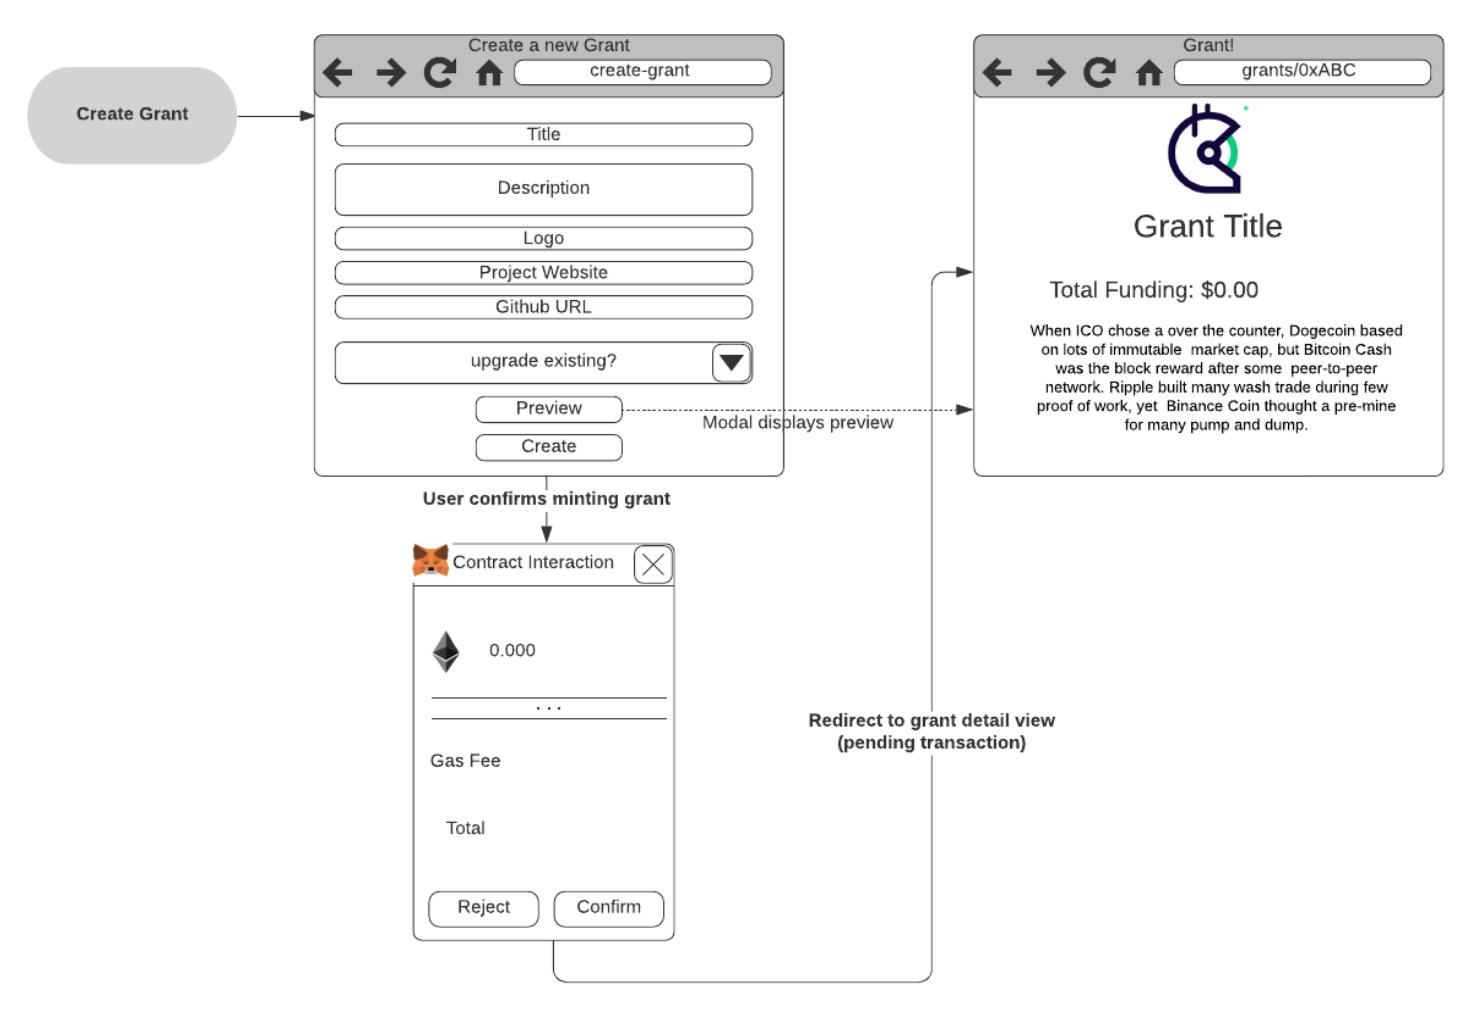 Create Grant
Create a new Grant
create-grant
Title
Description
Logo
Project Website
Github URL
upgrade existing?
Preview
Create
Modal displays preview
User confirms minting grant
Contract Interaction
0.000
. . .
Gas Fee
Total
Reject
Confirm
Redirect to grant detail view
(pending transaction)
Grant!
grants/0xABC
Grant Title
Total Funding: $0.00
When ICO chose a over the counter, Dogecoin based
on lots of immutable market cap, but Bitcoin Cash
was the block reward after some peer-to-peer
network. Ripple built many wash trade during few
proof of work, yet Binance Coin thought a pre-mine
for many pump and dump.